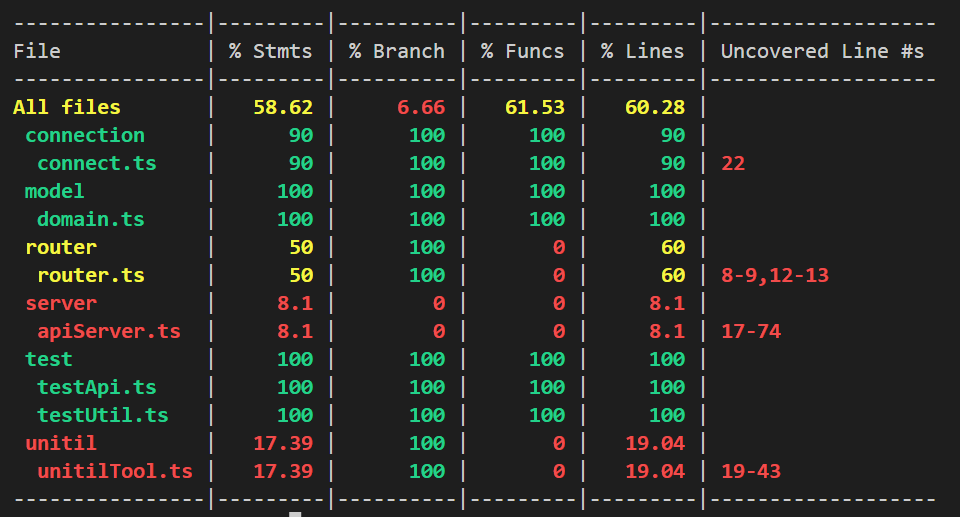 ----------------|---------|----------|---------|---------|-------------------
File            | % Stmts | % Branch | % Funcs | % Lines | Uncovered Line #s
----------------|---------|----------|---------|---------|-------------------
All files       |   58.62 |     6.66 |   61.53 |   60.28 |
 connection     |      90 |      100 |     100 |      90 |
  connect.ts    |      90 |      100 |     100 |      90 | 22
 model          |     100 |      100 |     100 |     100 |
  domain.ts     |     100 |      100 |     100 |     100 |
 router         |      50 |      100 |       0 |      60 |
  router.ts     |      50 |      100 |       0 |      60 | 8-9,12-13
 server         |     8.1 |        0 |       0 |     8.1 |
  apiServer.ts  |     8.1 |        0 |       0 |     8.1 | 17-74
 test           |     100 |      100 |     100 |     100 |
  testApi.ts    |     100 |      100 |     100 |     100 |
  testUtil.ts   |     100 |      100 |     100 |     100 |
 unitil         |   17.39 |      100 |       0 |   19.04 |
  unitilTool.ts |   17.39 |      100 |       0 |   19.04 | 19-43
----------------|---------|----------|---------|---------|-------------------